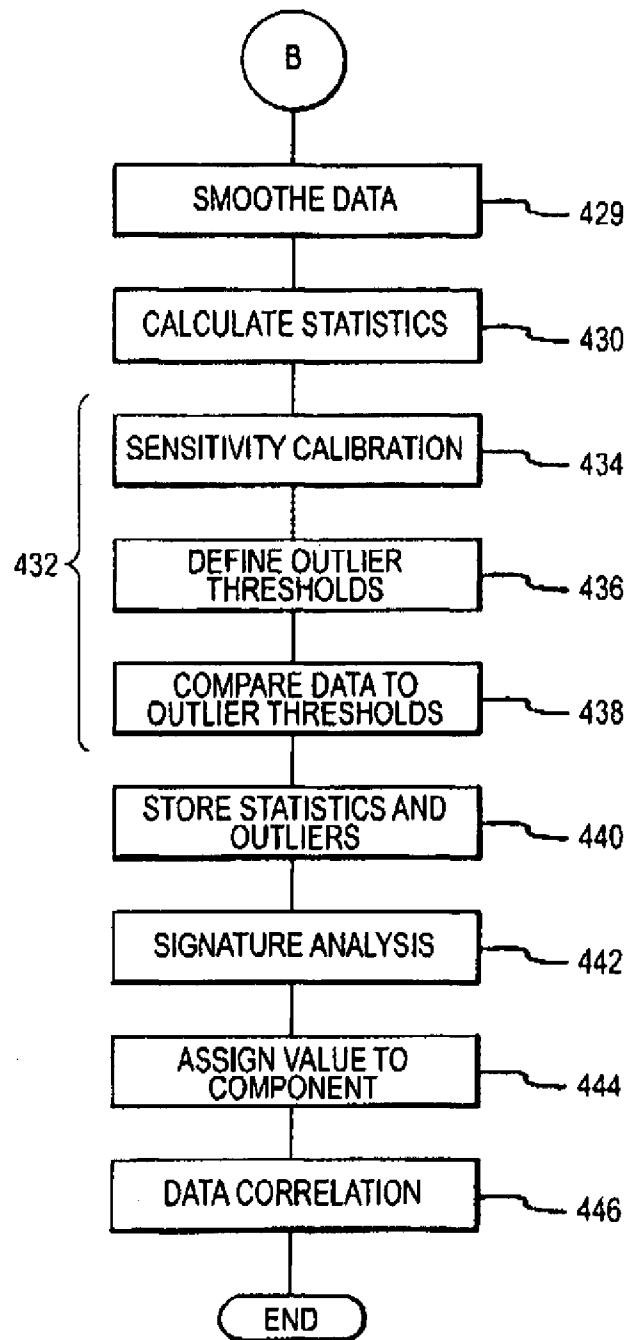 B
SMOOTHE DATA
429
CALCULATE STATISTICS
430
SENSITIVITY CALIBRATION
434
432
DEFINE OUTLIER
THRESHOLDS
436
COMPARE DATA TO
OUTLIER THRESHOLDS
438
STORE STATISTICS AND
OUTLIERS
440
SIGNATURE ANALYSIS
442
ASSIGN VALUE TO
COMPONENT
444
DATA CORRELATION
446
END